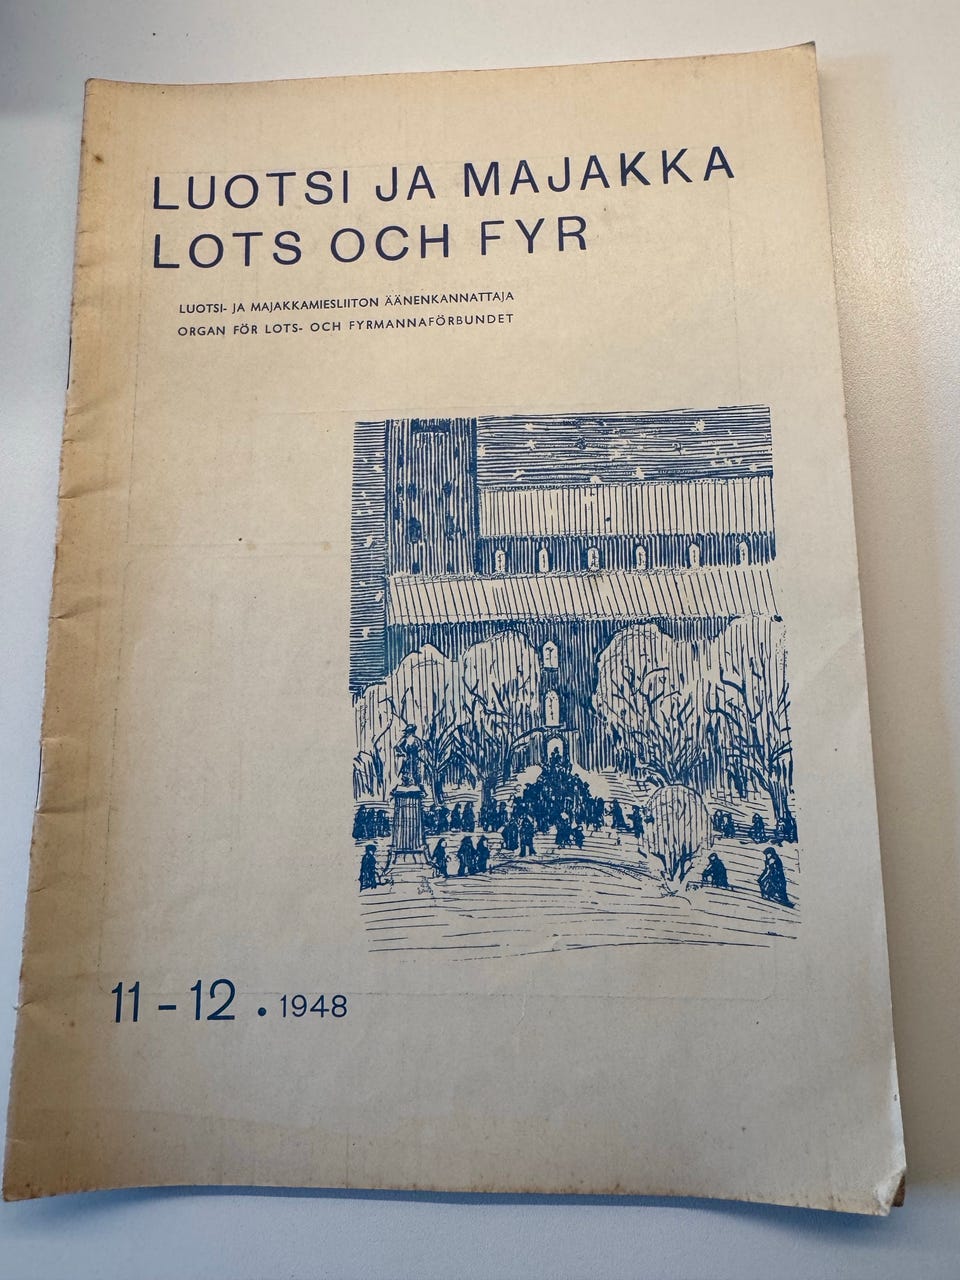 LUOTSI JA MAJAKKA
LOTS OCH FYR
LUOTSI- JA MAJAKKAMIESLIITON ÄÄNENKANNATTAJA
ORGAN FÖR LOTS- OCH FYRMANNAFÖRBUNDET
11-12 . 1948